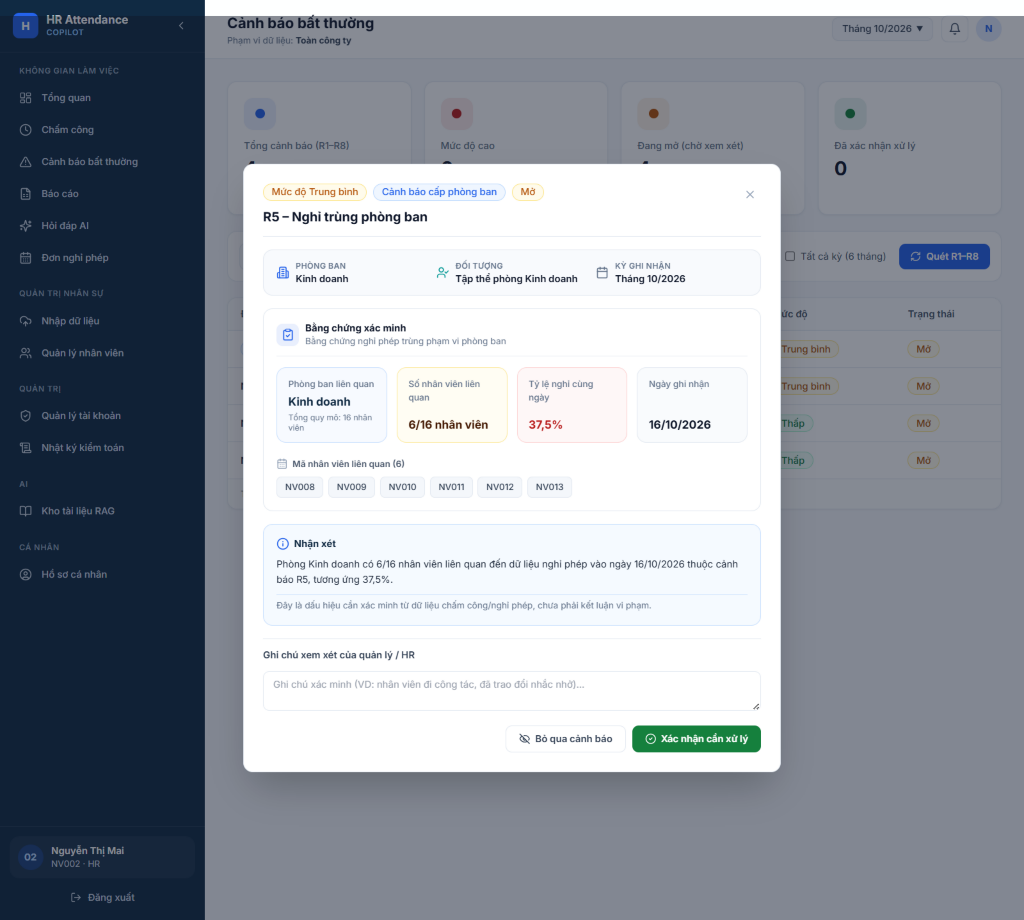 H
HR Attendance
COPILOT
KHÔNG GIAN LÀM VIỆC
Tổng quan
Chấm công
Cảnh báo bất thường
Báo cáo
Hỏi đáp AI
Đơn nghỉ phép
QUẢN TRỊ NHÂN SỰ
Nhập dữ liệu
Quản lý nhân viên
QUẢN TRỊ
Quản lý tài khoản
Nhật ký kiểm toán
AI
Kho tài liệu RAG
CÁ NHÂN
Hồ sơ cá nhân
02
Nguyễn Thị Mai
NV002 · HR
Đăng xuất
Cảnh báo bất thường
Phạm vi dữ liệu: Toàn công ty
Tháng 10/2026
N
Tổng cảnh báo (R1–R8)
Mức độ cao
Đang mở (chờ xem xét)
Đã xác nhận xử lý
0
Tất cả kỳ (6 tháng)
Quét R1–R8
Trạng thái
Trung bình
Mở
Trung bình
Mở
Thấp
Mở
Thấp
Mở
Mức độ Trung bình
Cảnh báo cấp phòng ban
Mở
R5 – Nghỉ trùng phòng ban
PHÒNG BAN
Kinh doanh
ĐỐI TƯỢNG
Tập thể phòng Kinh doanh
KỲ GHI NHẬN
Tháng 10/2026
Bằng chứng xác minh
Bằng chứng nghỉ phép trùng phạm vi phòng ban
Phòng ban liên quan
Kinh doanh
Tổng quy mô: 16 nhân
viên
Số nhân viên liên
quan
6/16 nhân viên
Tỷ lệ nghỉ cùng
ngày
37,5%
Ngày ghi nhận
16/10/2026
Mã nhân viên liên quan (6)
NV008
NV009
NV010
NV011
NV012
NV013
Nhận xét
Phòng Kinh doanh có 6/16 nhân viên liên quan đến dữ liệu nghỉ phép vào ngày 16/10/2026 thuộc cảnh
báo R5, tương ứng 37,5%.
Đây là dấu hiệu cần xác minh từ dữ liệu chấm công/nghỉ phép, chưa phải kết luận vi phạm.
Ghi chú xem xét của quản lý / HR
Ghi chú xác minh (VD: nhân viên đi công tác, đã trao đổi nhắc nhở)...
Bỏ qua cảnh báo
Xác nhận cần xử lý